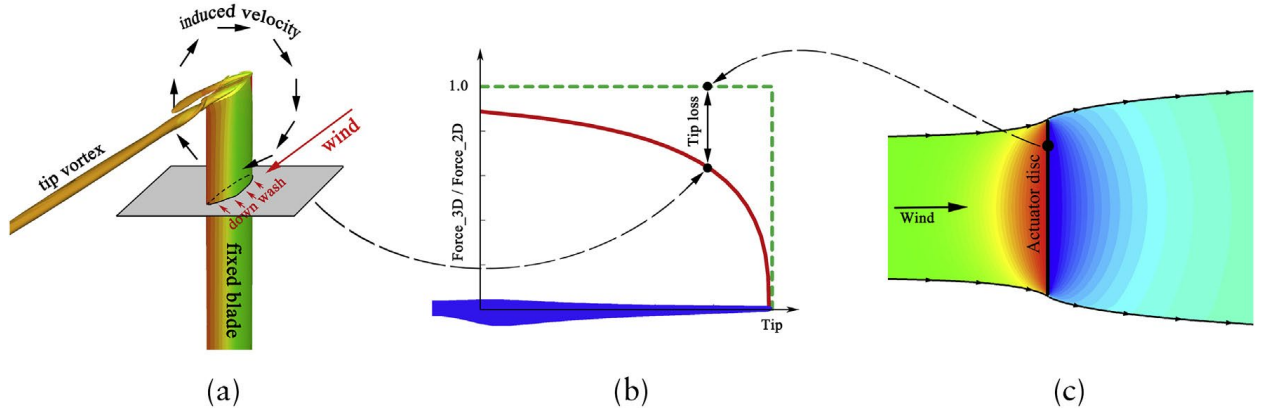 induced velocity
tip vortex
wind
down wash
fixed blade
(a)
1.0
Force_3D / Force_2D
Tip loss
Tip
(b)
Wind
Actuator disc
(c)